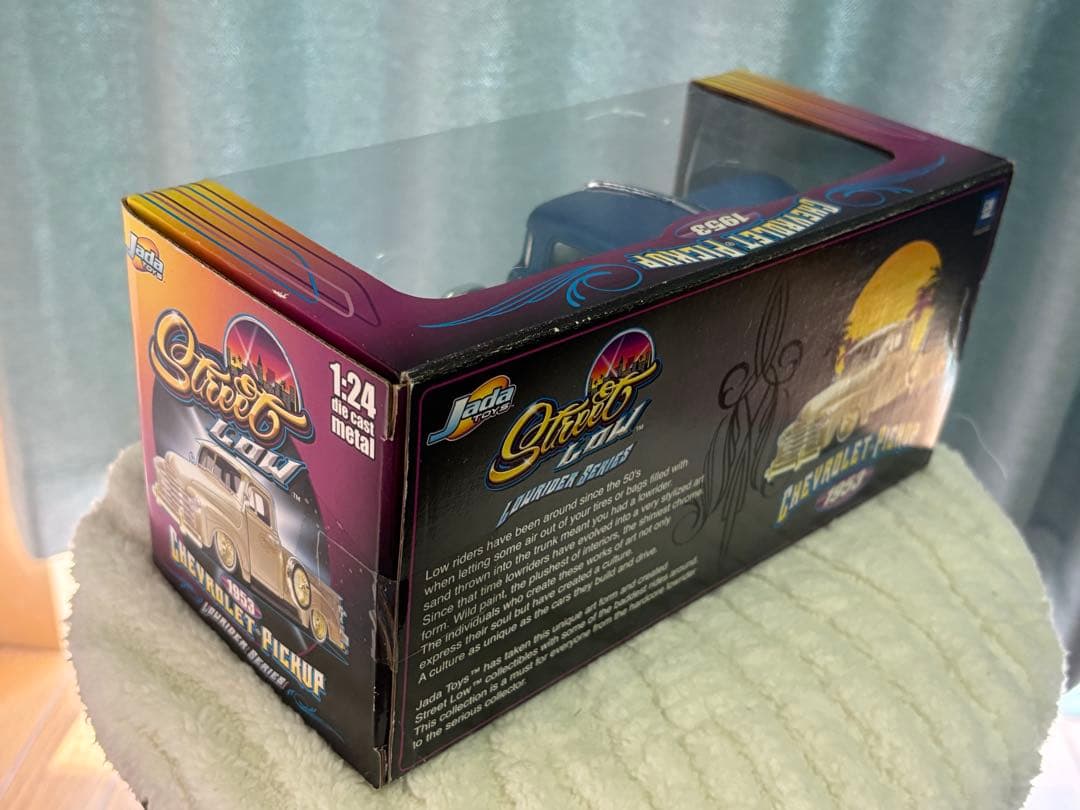 Jada
TOYS
Street
LOW™
1:24
die cast
metal
1953
CHEVROLET PICKUP
LOWRIDER SERIES
1953
CHEVROLET PICKUP
Jada
TOYS
Street
LOW™
LOWRIDER SERIES
Low riders have been around since the 50's
when letting some air out of your tires or bags filled with
sand thrown into the trunk meant you had a lowrider.
Since that time lowriders have evolved into a very stylized art
form. Wild paint, the plushest of interiors, the shiniest chrome.
The individuals who create these works of art not only
express their soul but have created a culture.
A culture as unique as the cars they build and drive.
Jada Toys™ has taken this unique art form and created
Street Low™ collectibles with some of the baddest rides around.
This collection is a must for everyone from the hardcore lowrider
to the serious collector.
CHEVROLET PICKUP
1953
GM